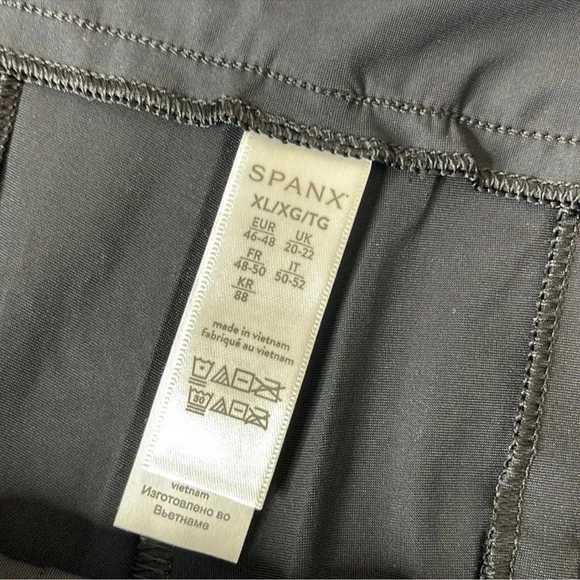 SPANX
XL/XG/TG
EUR UK
46-48 20-22
FR IT
48-50 50-52
KR
88
made in vietnam
fabriqué au vietnam
30
vietnam
Изготовлено во
Вьетнаме